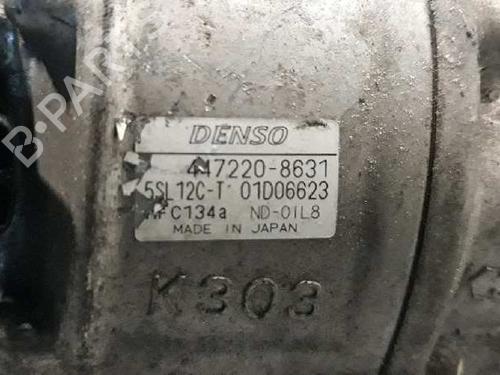 B-PARTS
DENSO
447220-8631
5SL12C-T 01D06623
HFC134a ND-OIL8
MADE IN JAPAN
K303